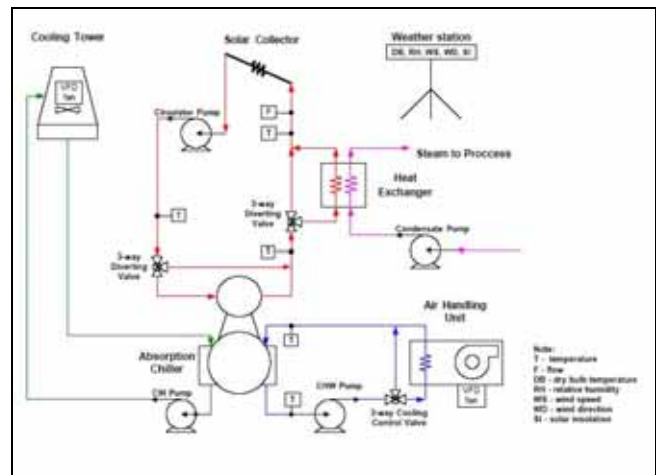 Cooling Tower
VFD
fan
Solar Collector
Weather station
DB, RH, WS, WD, SI
Circulator Pump
F
T
Steam to Proccess
Heat
Exchanger
3-way
Diverting
Valve
T
Condensate Pump
T
3-way
Diverting
Valve
Air Handling
Unit
Absorption
Chiller
T
VFD
fan
CW Pump
T
CHW Pump
3-way Cooling
Control Valve
Note:
T - temperature
F - flow
DB - dry bulb temperature
RH - relative humidity
WS - wind speed
WD - wind direction
SI - solar insolation